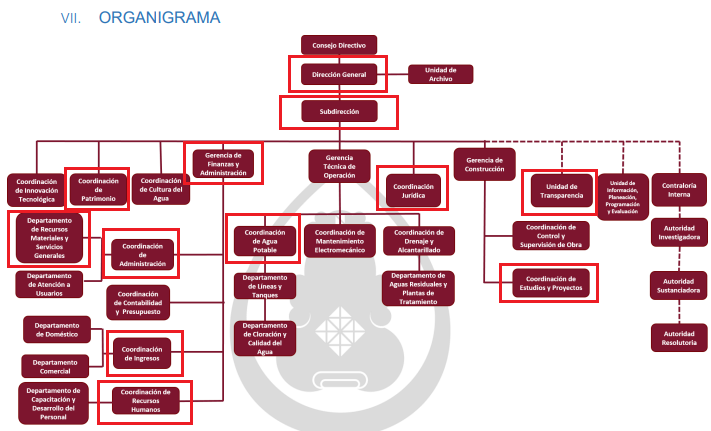 VII. ORGANIGRAMA
Consejo Directivo
Dirección General
Unidad de
Archivo
Subdirección
Coordinación
de Innovación
Tecnológica
Coordinación
de
Patrimonio
Coordinación
de Cultura del
Agua
Gerencia de
Finanzas y
Administración
Gerencia
Técnica de
Operación
Coordinación
Jurídica
Gerencia de
Construcción
Unidad de
Transparencia
Unidad de
Información,
Planeación,
Programación
y Evaluación
Contraloría
Interna
Departamento
de Recursos
Materiales y
Servicios
Generales
Coordinación
de
Administración
Departamento
de Atención a
Usuarios
Coordinación
de Contabilidad
y Presupuesto
Departamento
de Doméstico
Coordinación
de Ingresos
Departamento
Comercial
Departamento de
Capacitación y
Desarrollo del
Personal
Coordinación de
Recursos
Humanos
Coordinación
de Agua
Potable
Coordinación de
Mantenimiento
Electromecánico
Coordinación
de Drenaje y
Alcantarillado
Departamento
de Líneas y
Tanques
Departamento de
Aguas Residuales y
Plantas de
Tratamiento
Departamento
de Cloración y
Calidad del
Agua
Coordinación de
Control y
Supervisión de Obra
Coordinación de
Estudios y Proyectos
Autoridad
Investigadora
Autoridad
Sustanciadora
Autoridad
Resolutoria